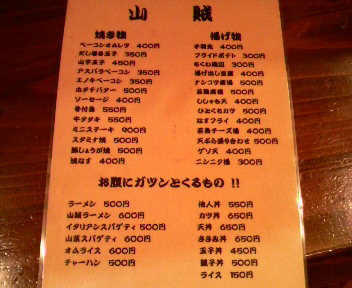 山賊
焼き物
ベーコンオムレツ 400円
だし巻き玉子 350円
山芋玉子 450円
アスパラベーコン 350円
エノキベーコン 350円
ホタテバター 500円
ソーセージ 400円
骨付鳥 550円
牛タタキ 550円
ミニステーキ 900円
スタミナ焼 500円
豚しょうが焼 500円
焼なす 400円
揚げ物
手羽先 400円
フライドポテト 300円
ちくわ磯辺 300円
揚げ出し豆腐 400円
ナンコツ唐揚 500円
若鶏唐揚 500円
ししゃも天 400円
ひとくちカツ 500円
なすフライ 400円
若鳥チーズ揚 400円
天ぷら盛り合わせ 500円
ゲソ天 400円
ニンニク揚 300円
お腹にガツンとくるもの !!
ラーメン 500円
山賊ラーメン 600円
イタリアンスパゲティ 500円
山菜スパゲティ 600円
オムライス 600円
チャーハン 500円
他人丼 550円
カツ丼 650円
天丼 650円
ささみ丼 650円
玉子丼 450円
親子丼 500円
ライス 150円